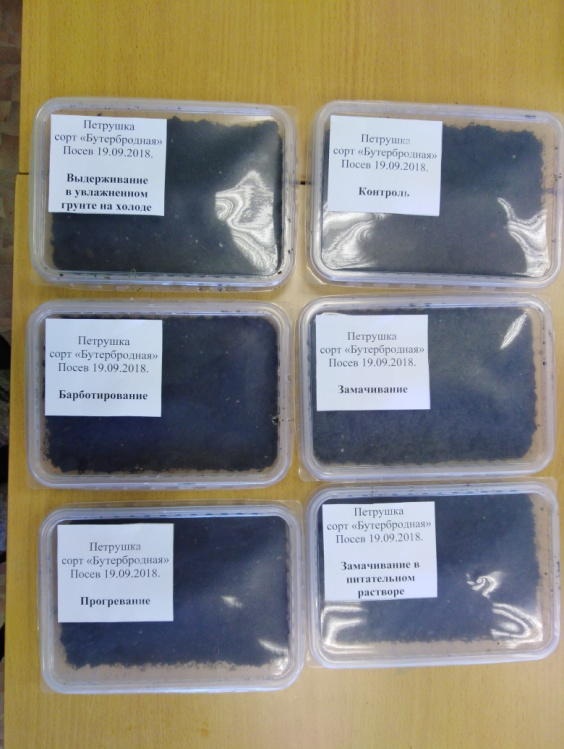 Петрушка
сорт «Бутербродная»
Посев 19.09.2018.
Выдерживание
в увлажненном
грунте на холоде
Петрушка
сорт «Бутербродная»
Посев 19.09.2018.
Контроль
Петрушка
сорт «Бутербродная»
Посев 19.09.2018.
Барботирование
Петрушка
сорт «Бутербродная»
Посев 19.09.2018.
Замачивание
Петрушка
сорт «Бутербродная»
Посев 19.09.2018.
Прогревание
Петрушка
сорт «Бутербродная»
Посев 19.09.2018.
Замачивание в
питательном
растворе